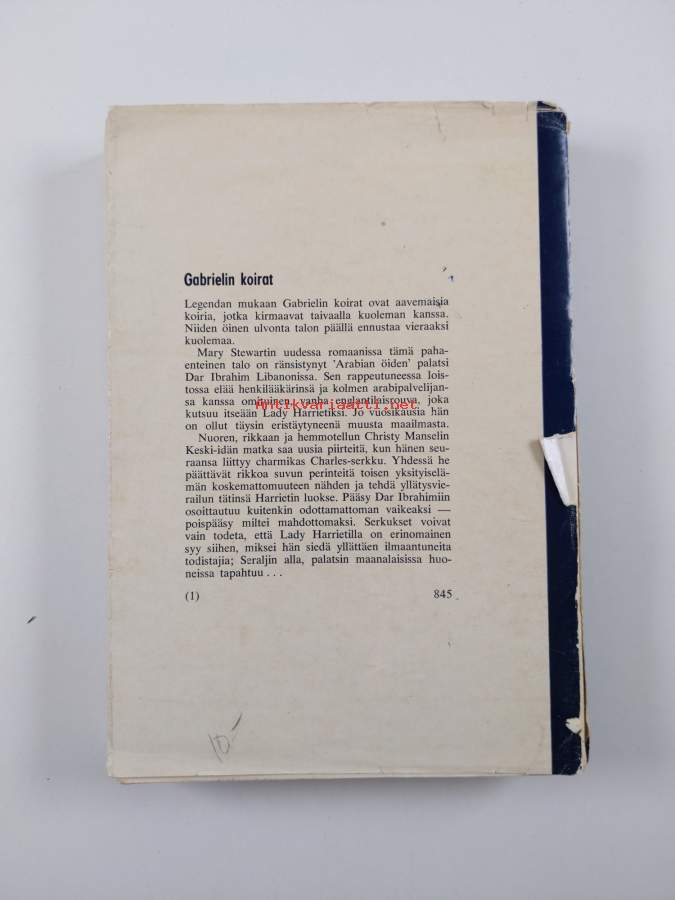 Gabrielin koirat
Legendan mukaan Gabrielin koirat ovat aavemaisia
koiria, jotka kirmaavat taivaalla kuoleman kanssa.
Niiden öinen ulvonta talon päällä ennustaa vieraaksi
kuolemaa.
Mary Stewartin uudessa romaanissa tämä paha-
enteinen talo on ränsistynyt 'Arabian öiden' palatsi
Dar Ibrahim Libanonissa. Sen rappeutuneessa lois-
tossa elää henkilääkärinsä ja kolmen arabipalvelijan-
sa kanssa omituinen, vanha englantilaisrouva, joka
Antiikvariaatti.net
kutsuu itseään Lady Harrietiksi. Jo vuosikausia hän
on ollut täysin eristäytyneenä muusta maailmasta.
Nuoren, rikkaan ja hemmotellun Christy Manselin
Keski-idän matka saa uusia piirteitä, kun hänen seu-
raansa liittyy charmikas Charles-serkku. Yhdessä he
päättävät rikkoa suvun perinteitä toisen yksityiselä-
män koskemattomuuteen nähden ja tehdä yllätysvie-
railun tätinsä Harrietin luokse. Pääsy Dar Ibrahimiin
osoittautuu kuitenkin odottamattoman vaikeaksi —
poispääsy miltei mahdottomaksi. Serkukset voivat
vain todeta, että Lady Harrietilla on erinomainen
syy siihen, miksei hän siedä yllättäen ilmaantuneita
todistajia; Seraljin alla, palatsin maanalaisissa huo-
neissa tapahtuu . . .
(1) 845
10,-